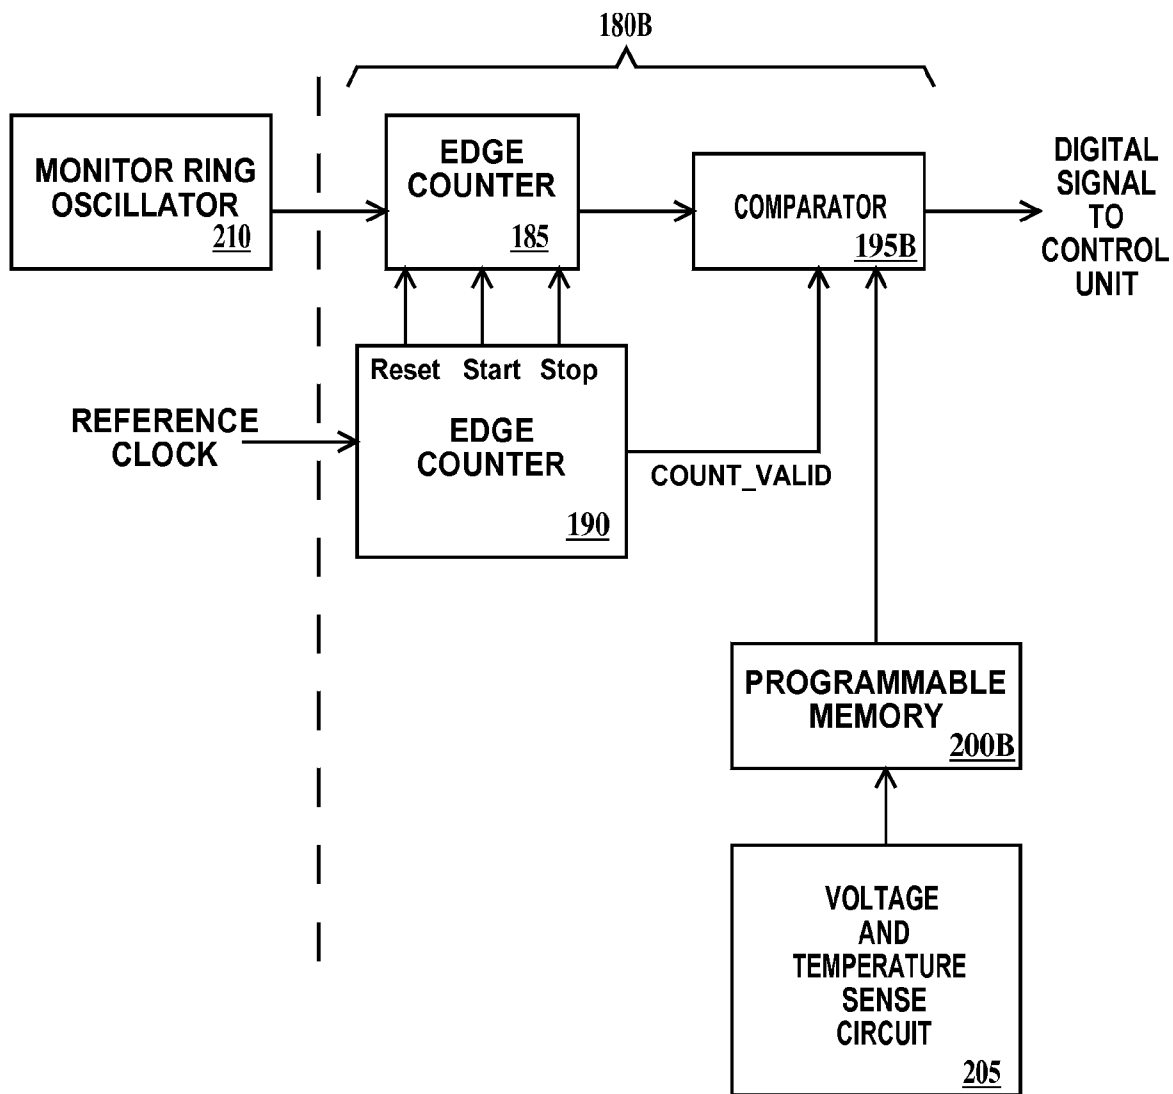 180B
MONITOR RING
OSCILLATOR
210
EDGE
COUNTER
185
COMPARATOR
195B
DIGITAL
SIGNAL
TO
CONTROL
UNIT
Reset Start Stop
REFERENCE
CLOCK
EDGE
COUNTER
190
COUNT_VALID
PROGRAMMABLE
MEMORY
200B
VOLTAGE
AND
TEMPERATURE
SENSE
CIRCUIT
205